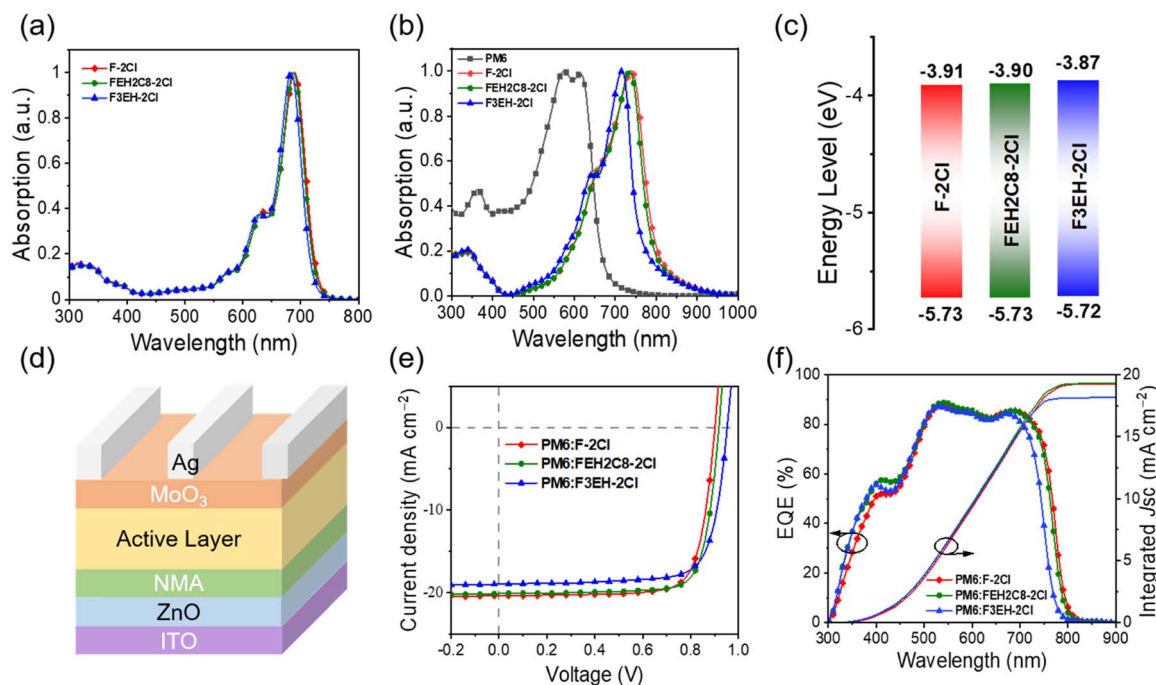 (a)
F-2Cl
FEH2C8-2Cl
F3EH-2Cl
1.0
0.8
0.6
0.4
0.2
0
Absorption (a.u.)
300 400 500 600 700 800
Wavelength (nm)
(b)
PM6
F-2Cl
FEH2C8-2Cl
F3EH-2Cl
1.0
0.8
0.6
0.4
0.2
0.0
Absorption (a.u.)
300 400 500 600 700 800 900 1000
Wavelength (nm)
(c)
-4
-5
-6
Energy Level (eV)
-3.91 -3.90 -3.87
F-2Cl
FEH2C8-2Cl
F3EH-2Cl
-5.73 -5.73 -5.72
(d)
Ag
MoO₃
Active Layer
NMA
ZnO
ITO
(e)
0
-10
-20
Current density (mA cm⁻²)
PM6:F-2Cl
PM6:FEH2C8-2Cl
PM6:F3EH-2Cl
-0.2 0.0 0.2 0.4 0.6 0.8 1.0
Voltage (V)
(f)
100
80
60
40
20
0
EQE (%)
20
15
10
5
0
Integrated Jsc (mA cm⁻²)
PM6:F-2Cl
PM6:FEH2C8-2Cl
PM6:F3EH-2Cl
300 400 500 600 700 800 900
Wavelength (nm)